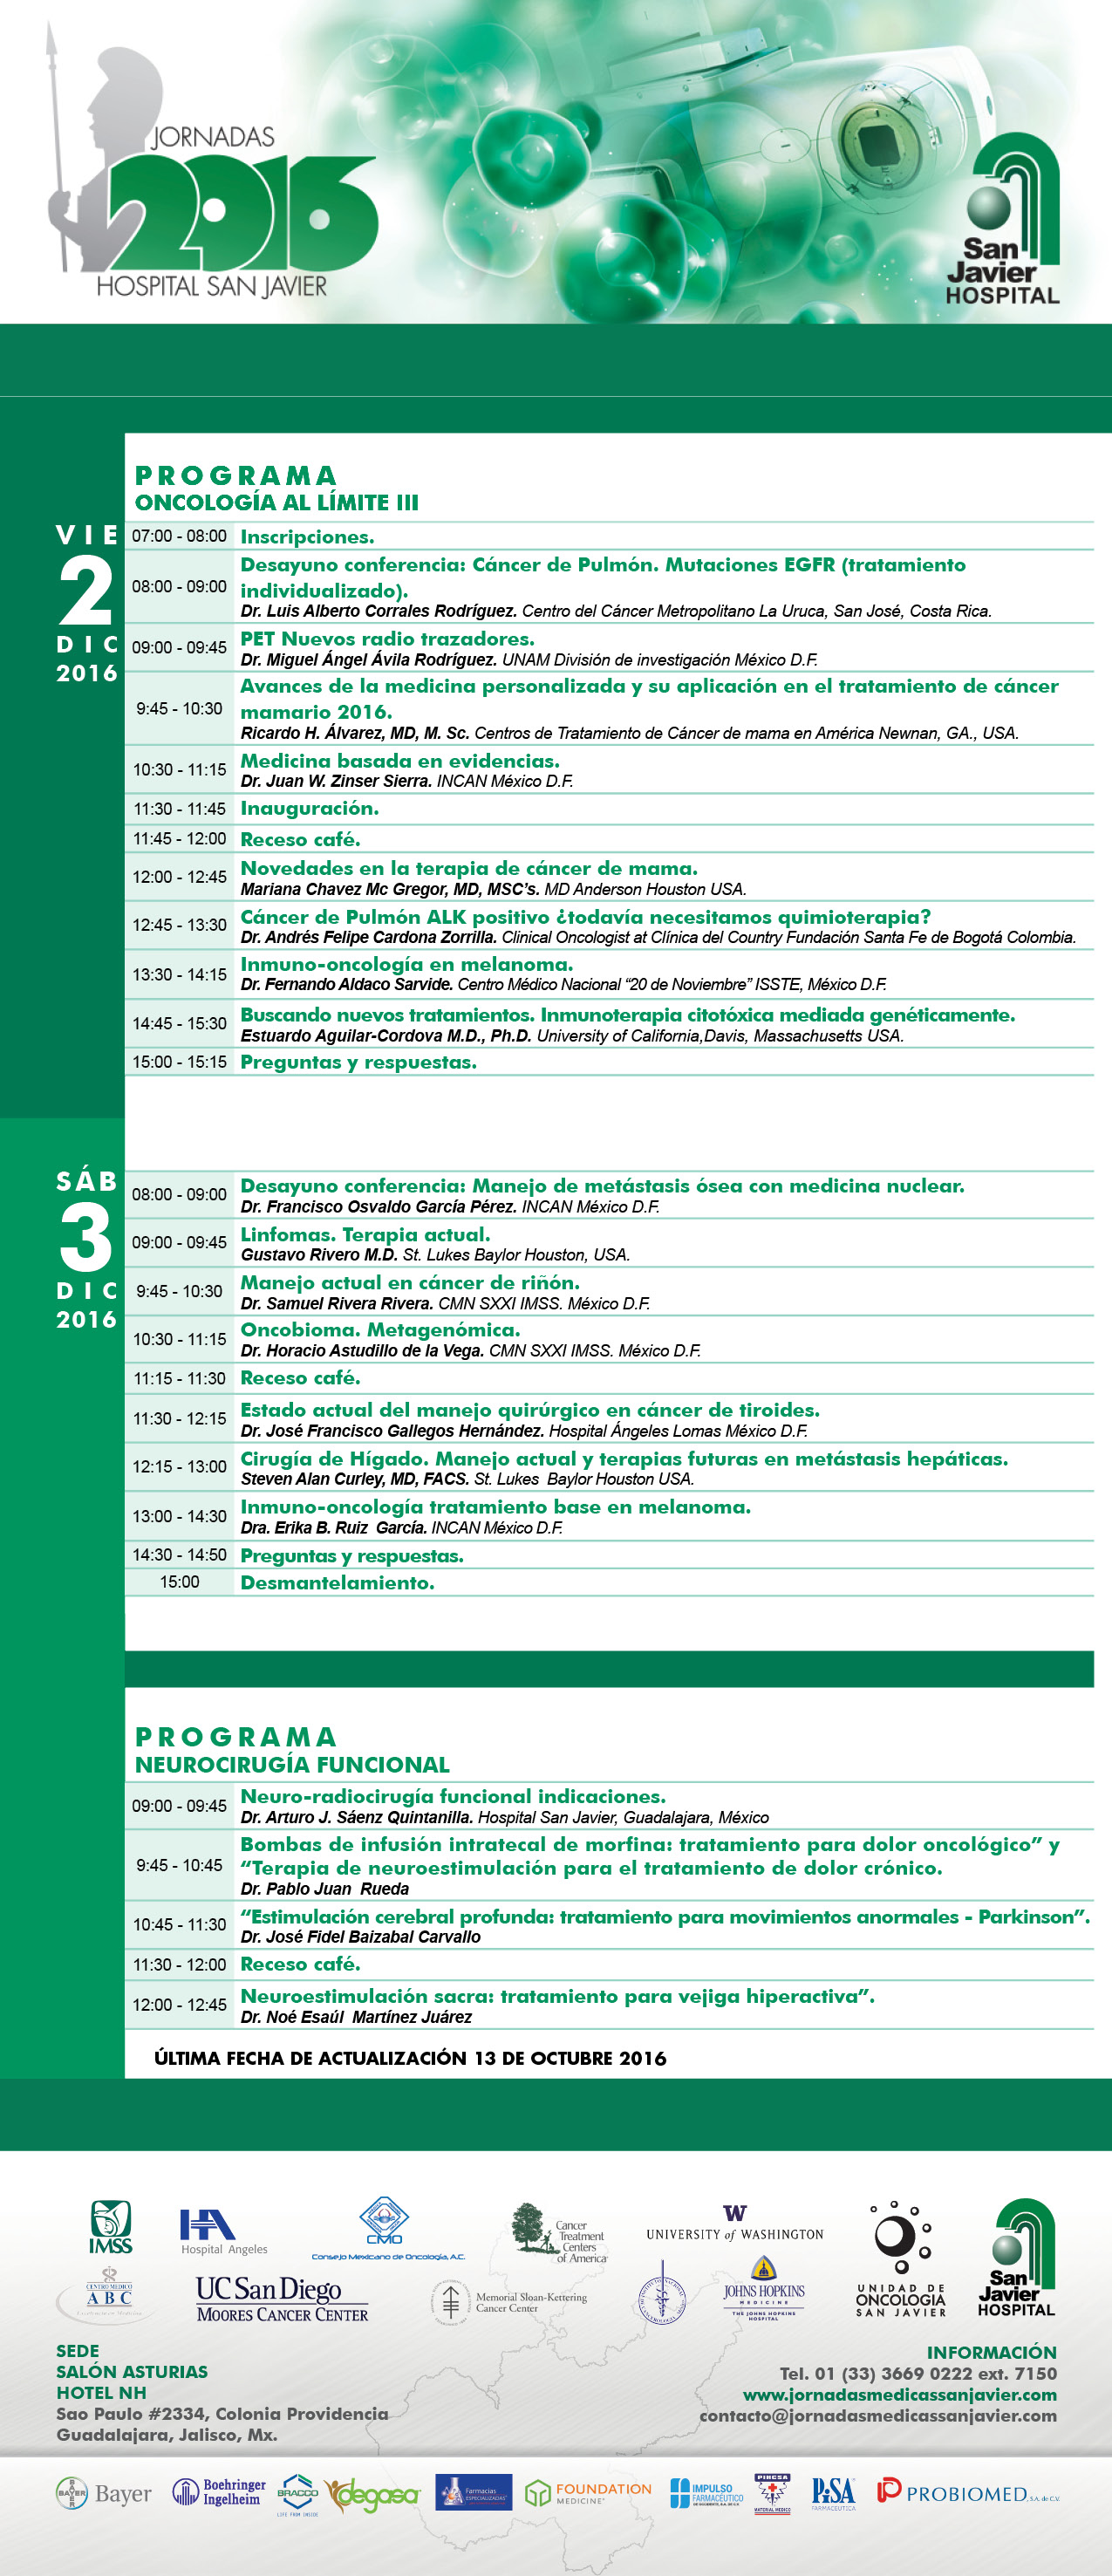 JORNADAS
2016
HOSPITAL SAN JAVIER
San
Javier
HOSPITAL
PROGRAMA
ONCOLOGÍA AL LÍMITE III
VIE
2
DIC
2016
07:00 - 08:00 Inscripciones.
08:00 - 09:00 Desayuno conferencia: Cáncer de Pulmón. Mutaciones EGFR (tratamiento
individualizado).
Dr. Luis Alberto Corrales Rodríguez. Centro del Cáncer Metropolitano La Uruca, San José, Costa Rica.
09:00 - 09:45 PET Nuevos radio trazadores.
Dr. Miguel Ángel Ávila Rodríguez. UNAM División de investigación México D.F.
9:45 - 10:30 Avances de la medicina personalizada y su aplicación en el tratamiento de cáncer
mamario 2016.
Ricardo H. Álvarez, MD, M. Sc. Centros de Tratamiento de Cáncer de mama en América Newnan, GA., USA.
10:30 - 11:15 Medicina basada en evidencias.
Dr. Juan W. Zinser Sierra. INCAN México D.F.
11:30 - 11:45 Inauguración.
11:45 - 12:00 Receso café.
12:00 - 12:45 Novedades en la terapia de cáncer de mama.
Mariana Chavez Mc Gregor, MD, MSC's. MD Anderson Houston USA.
12:45 - 13:30 Cáncer de Pulmón ALK positivo ¿todavía necesitamos quimioterapia?
Dr. Andrés Felipe Cardona Zorrilla. Clinical Oncologist at Clínica del Country Fundación Santa Fe de Bogotá Colombia.
13:30 - 14:15 Inmuno-oncología en melanoma.
Dr. Fernando Aldaco Sarvide. Centro Médico Nacional “20 de Noviembre” ISSTE, México D.F.
14:45 - 15:30 Buscando nuevos tratamientos. Inmunoterapia citotóxica mediada genéticamente.
Estuardo Aguilar-Cordova M.D., Ph.D. University of California,Davis, Massachusetts USA.
15:00 - 15:15 Preguntas y respuestas.
SÁB
3
DIC
2016
08:00 - 09:00 Desayuno conferencia: Manejo de metástasis ósea con medicina nuclear.
Dr. Francisco Osvaldo García Pérez. INCAN México D.F.
09:00 - 09:45 Linfomas. Terapia actual.
Gustavo Rivero M.D. St. Lukes Baylor Houston, USA.
9:45 - 10:30 Manejo actual en cáncer de riñón.
Dr. Samuel Rivera Rivera. CMN SXXI IMSS. México D.F.
10:30 - 11:15 Oncobioma. Metagenómica.
Dr. Horacio Astudillo de la Vega. CMN SXXI IMSS. México D.F.
11:15 - 11:30 Receso café.
11:30 - 12:15 Estado actual del manejo quirúrgico en cáncer de tiroides.
Dr. José Francisco Gallegos Hernández. Hospital Ángeles Lomas México D.F.
12:15 - 13:00 Cirugía de Hígado. Manejo actual y terapias futuras en metástasis hepáticas.
Steven Alan Curley, MD, FACS. St. Lukes Baylor Houston USA.
13:00 - 14:30 Inmuno-oncología tratamiento base en melanoma.
Dra. Erika B. Ruiz García. INCAN México D.F.
14:30 - 14:50 Preguntas y respuestas.
15:00 Desmantelamiento.
PROGRAMA
NEUROCIRUGÍA FUNCIONAL
09:00 - 09:45 Neuro-radiocirugía funcional indicaciones.
Dr. Arturo J. Sáenz Quintanilla. Hospital San Javier, Guadalajara, México
9:45 - 10:45 Bombas de infusión intratecal de morfina: tratamiento para dolor oncológico” y
“Terapia de neuroestimulación para el tratamiento de dolor crónico.
Dr. Pablo Juan Rueda
10:45 - 11:30 “Estimulación cerebral profunda: tratamiento para movimientos anormales - Parkinson”.
Dr. José Fidel Baizabal Carvallo
11:30 - 12:00 Receso café.
12:00 - 12:45 Neuroestimulación sacra: tratamiento para vejiga hiperactiva”.
Dr. Noé Esaúl Martínez Juárez
ÚLTIMA FECHA DE ACTUALIZACIÓN 13 DE OCTUBRE 2016
IMSS
Hospital Angeles
CMO
Consejo Mexicano de Oncología, A.C.
Cancer
Treatment
Centers
of America
W
UNIVERSITY of WASHINGTON
UNIDAD DE
ONCOLOGIA
SAN JAVIER
San
Javier
HOSPITAL
CENTRO MEDICO
ABC
UC San Diego
MOORES CANCER CENTER
Memorial Sloan-Kettering
Cancer Center
JOHNS HOPKINS
MEDICINE
THE JOHNS HOPKINS
HOSPITAL
SEDE
SALÓN ASTURIAS
HOTEL NH
Sao Paulo #2334, Colonia Providencia
Guadalajara, Jalisco, Mx.
INFORMACIÓN
Tel. 01 (33) 3669 0222 ext. 7150
www.jornadasmedicassanjavier.com
contacto@jornadasmedicassanjavier.com
BAYER
Bayer
Boehringer
Ingelheim
BRACCO
LIFE FROM INSIDE
degasa
Farmacias
ESPECIALIZADAS
FOUNDATION
MEDICINE
IMPULSO
FARMACÉUTICO
PIHCSA
MATERIAL MEDICO
PiSA
FARMACEUTICA
PROBIOMED, S.A. de C.V.